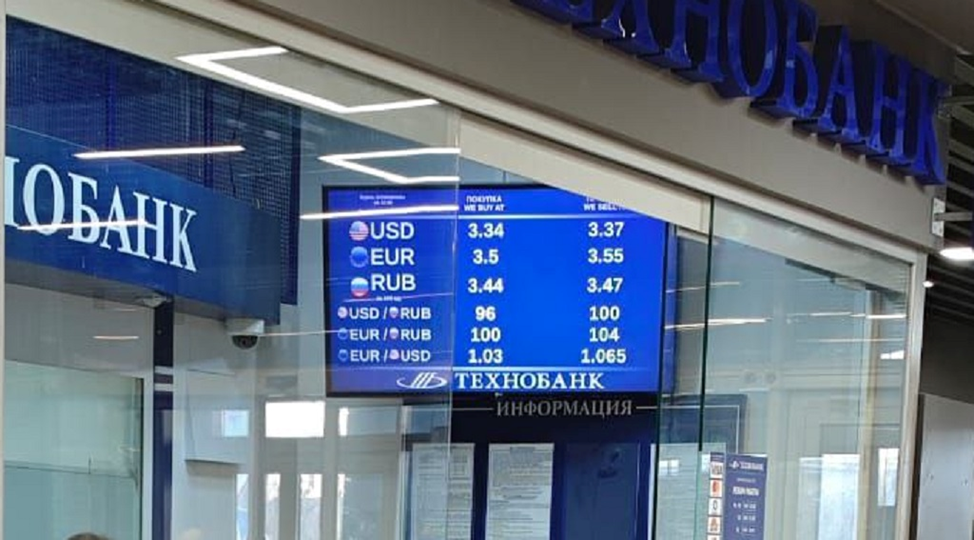 ТЕХНОБАНК
НОБАНК
ПОКУПКА
WE BUY AT
WE SELL
USD 3.34 3.37
EUR 3.5 3.55
RUB 3.44 3.47
USD / RUB 96 100
EUR / RUB 100 104
EUR / USD 1.03 1.065
ТЕХНОБАНК
ИНФОРМАЦИЯ
ТЕХНОБАНК